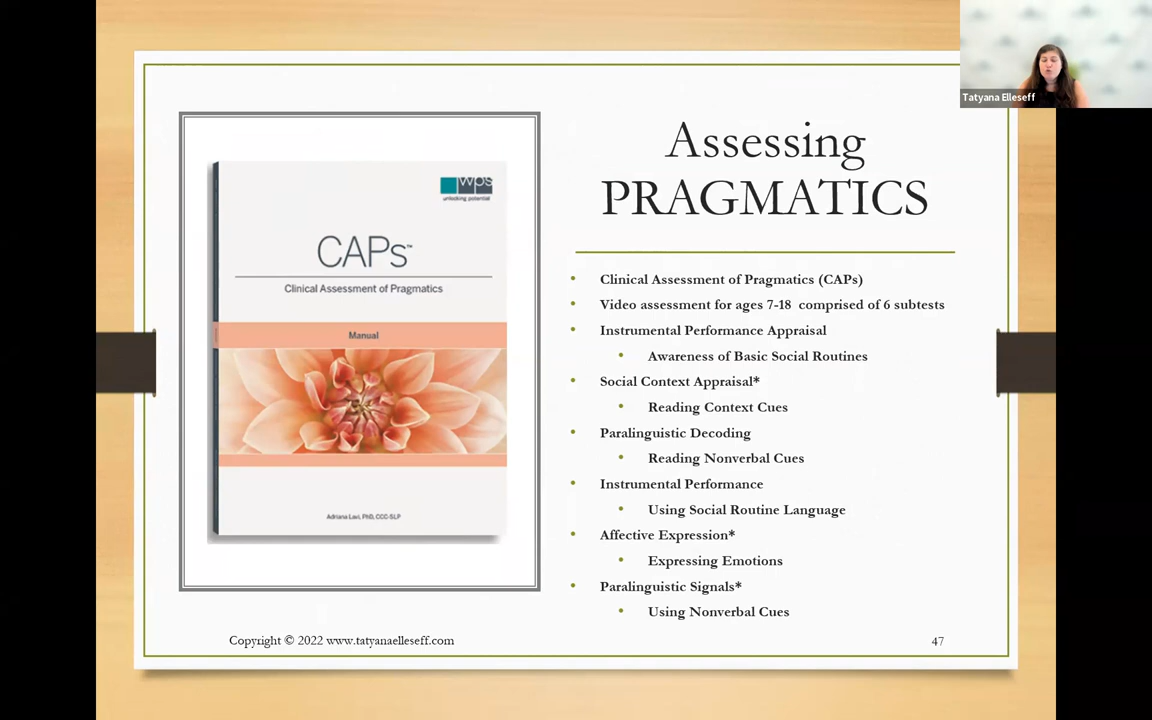 Tatyana Elleseff
wps
unlocking potential
CAPs™
Clinical Assessment of Pragmatics
Manual
Adriana Lavi, PhD, CCC-SLP
Assessing
PRAGMATICS
• Clinical Assessment of Pragmatics (CAPs)
• Video assessment for ages 7-18 comprised of 6 subtests
• Instrumental Performance Appraisal
• Awareness of Basic Social Routines
• Social Context Appraisal*
• Reading Context Cues
• Paralinguistic Decoding
• Reading Nonverbal Cues
• Instrumental Performance
• Using Social Routine Language
• Affective Expression*
• Expressing Emotions
• Paralinguistic Signals*
• Using Nonverbal Cues
Copyright © 2022 www.tatyanaelleseff.com
47